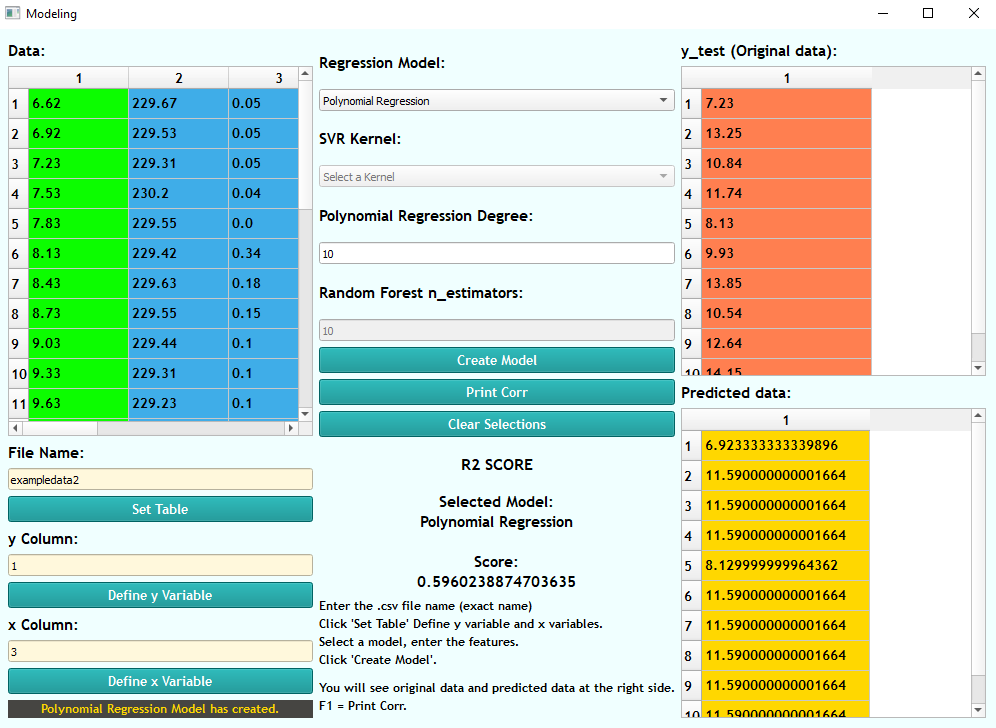 Modeling
Data:
1 2 3
1 6.62 229.67 0.05
2 6.92 229.53 0.05
3 7.23 229.31 0.05
4 7.53 230.2 0.04
5 7.83 229.55 0.0
6 8.13 229.42 0.34
7 8.43 229.63 0.18
8 8.73 229.55 0.15
9 9.03 229.44 0.1
10 9.33 229.31 0.1
11 9.63 229.23 0.1
File Name:
exampledata2
Set Table
y Column:
1
Define y Variable
x Column:
3
Define x Variable
Polynomial Regression Model has created.
Regression Model:
Polynomial Regression
SVR Kernel:
Select a Kernel
Polynomial Regression Degree:
10
Random Forest n_estimators:
10
Create Model
Print Corr
Clear Selections
R2 SCORE
Selected Model:
Polynomial Regression
Score:
0.5960238874703635
Enter the .csv file name (exact name)
Click 'Set Table' Define y variable and x variables.
Select a model, enter the features.
Click 'Create Model'.
You will see original data and predicted data at the right side.
F1 = Print Corr.
y_test (Original data):
1
1 7.23
2 13.25
3 10.84
4 11.74
5 8.13
6 9.93
7 13.85
8 10.54
9 12.64
10 14.15
Predicted data:
1
1 6.923333333339896
2 11.590000000001664
3 11.590000000001664
4 11.590000000001664
5 8.129999999964362
6 11.590000000001664
7 11.590000000001664
8 11.590000000001664
9 11.590000000001664
10 11.590000000001664